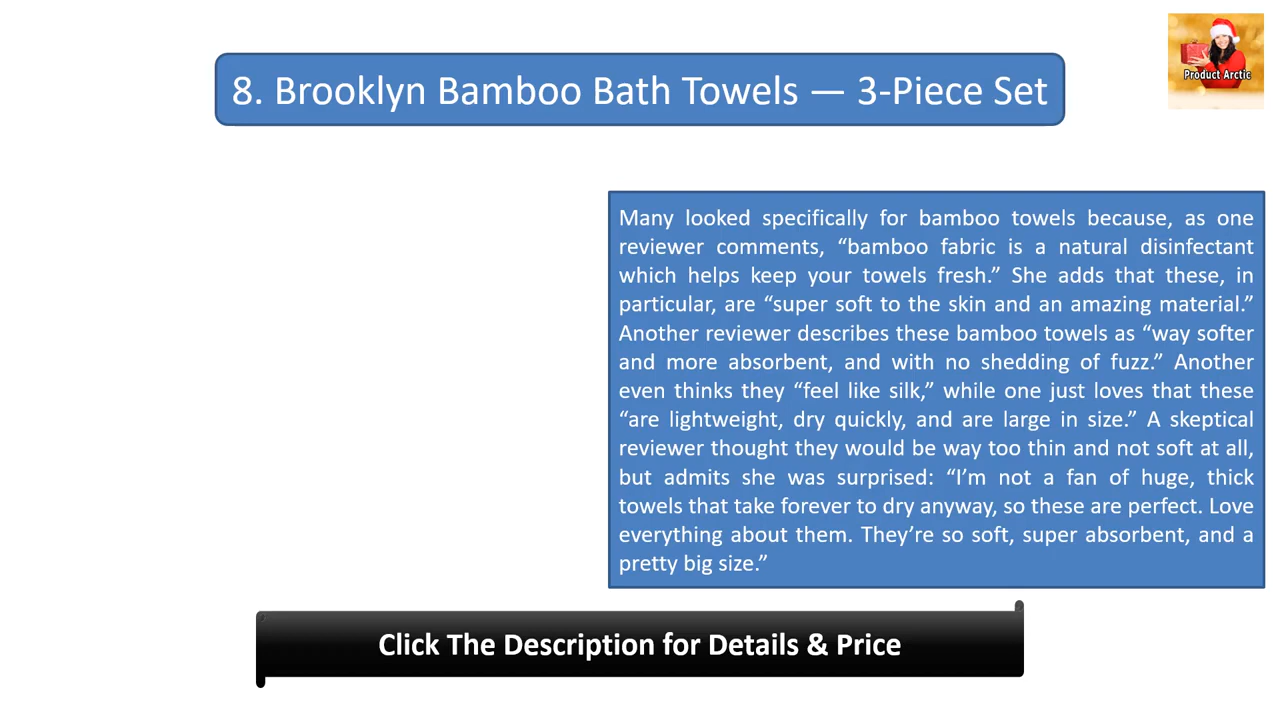 Product Arctic
8. Brooklyn Bamboo Bath Towels — 3-Piece Set
Many looked specifically for bamboo towels because, as one
reviewer comments, “bamboo fabric is a natural disinfectant
which helps keep your towels fresh.” She adds that these, in
particular, are “super soft to the skin and an amazing material.”
Another reviewer describes these bamboo towels as “way softer
and more absorbent, and with no shedding of fuzz.” Another
even thinks they “feel like silk,” while one just loves that these
“are lightweight, dry quickly, and are large in size.” A skeptical
reviewer thought they would be way too thin and not soft at all,
but admits she was surprised: “I’m not a fan of huge, thick
towels that take forever to dry anyway, so these are perfect. Love
everything about them. They’re so soft, super absorbent, and a
pretty big size.”
Click The Description for Details & Price